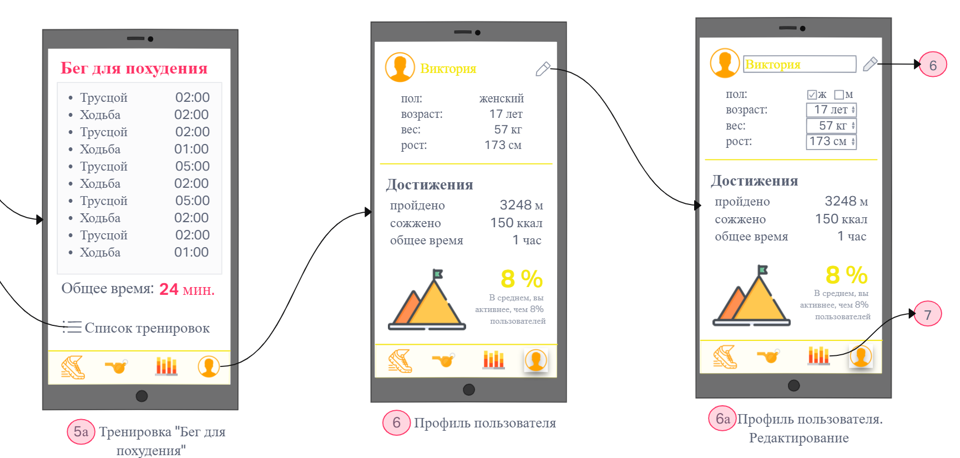 Бег для похудения
• Трусцой 02:00
• Ходьба 02:00
• Трусцой 02:00
• Ходьба 01:00
• Трусцой 05:00
• Ходьба 02:00
• Трусцой 05:00
• Ходьба 02:00
• Трусцой 02:00
• Ходьба 01:00
Общее время: 24 мин.
Список тренировок
5а Тренировка "Бег для
похудения"
Виктория
пол: женский
возраст: 17 лет
вес: 57 кг
рост: 173 см
Достижения
пройдено 3248 м
сожжено 150 ккал
общее время 1 час
8 %
В среднем, вы
активнее, чем 8%
пользователей
6 Профиль пользователя
Виктория
6
пол: ж м
возраст: 17 лет
вес: 57 кг
рост: 173 см
Достижения
пройдено 3248 м
сожжено 150 ккал
общее время 1 час
8 %
В среднем, вы
активнее, чем 8%
пользователей
7
6а Профиль пользователя.
Редактирование